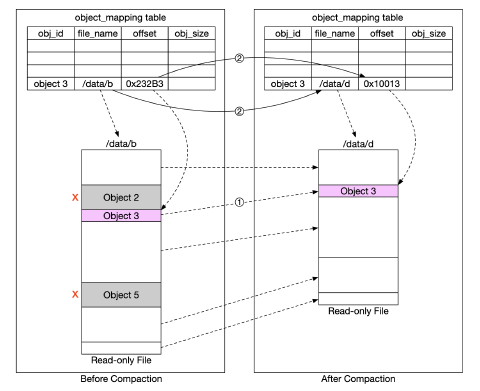 object_mapping table
obj_id file_name offset obj_size
object 3 /data/b 0x232B3
/data/b
X Object 2
Object 3
X Object 5
Read-only File
Before Compaction
②
②
①
object_mapping table
obj_id file_name offset obj_size
object 3 /data/d 0x10013
/data/d
Object 3
Read-only File
After Compaction